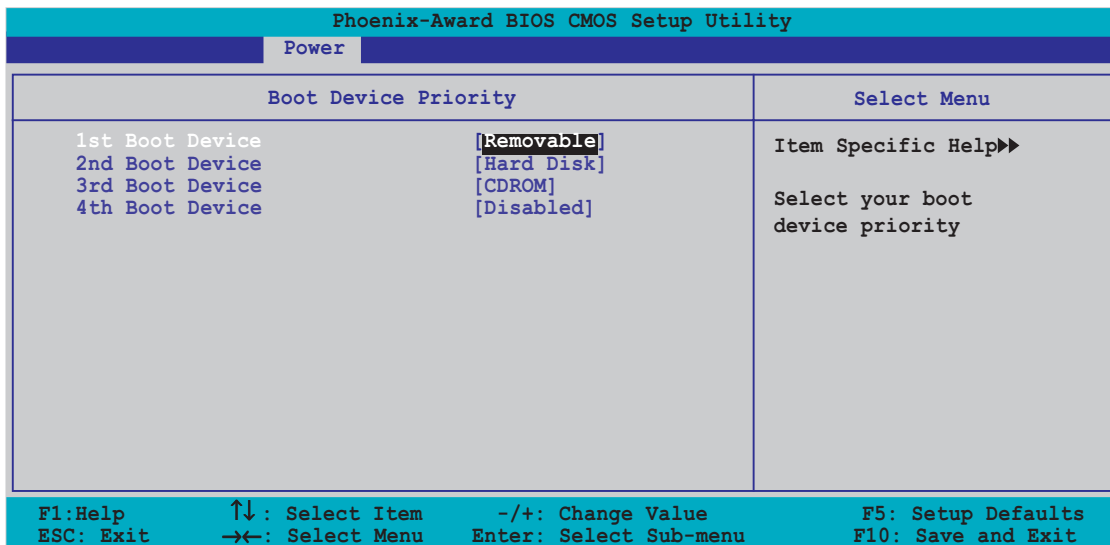 Phoenix-Award BIOS CMOS Setup Utility
Power
Boot Device Priority
Select Menu
1st Boot Device [Removable]
2nd Boot Device [Hard Disk]
3rd Boot Device [CDROM]
4th Boot Device [Disabled]
Item Specific Help▶▶
Select your boot
device priority
F1:Help ↑↓: Select Item -/+: Change Value F5: Setup Defaults
ESC: Exit →←: Select Menu Enter: Select Sub-menu F10: Save and Exit